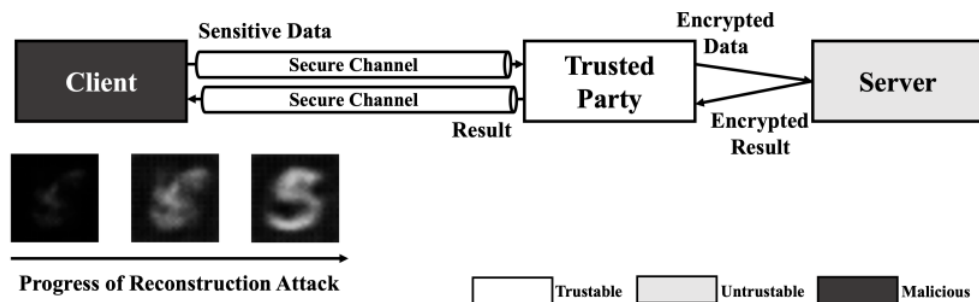 Sensitive Data
Client
Secure Channel
Secure Channel
Result
Trusted
Party
Encrypted
Data
Encrypted
Result
Server
Progress of Reconstruction Attack
Trustable
Untrustable
Malicious